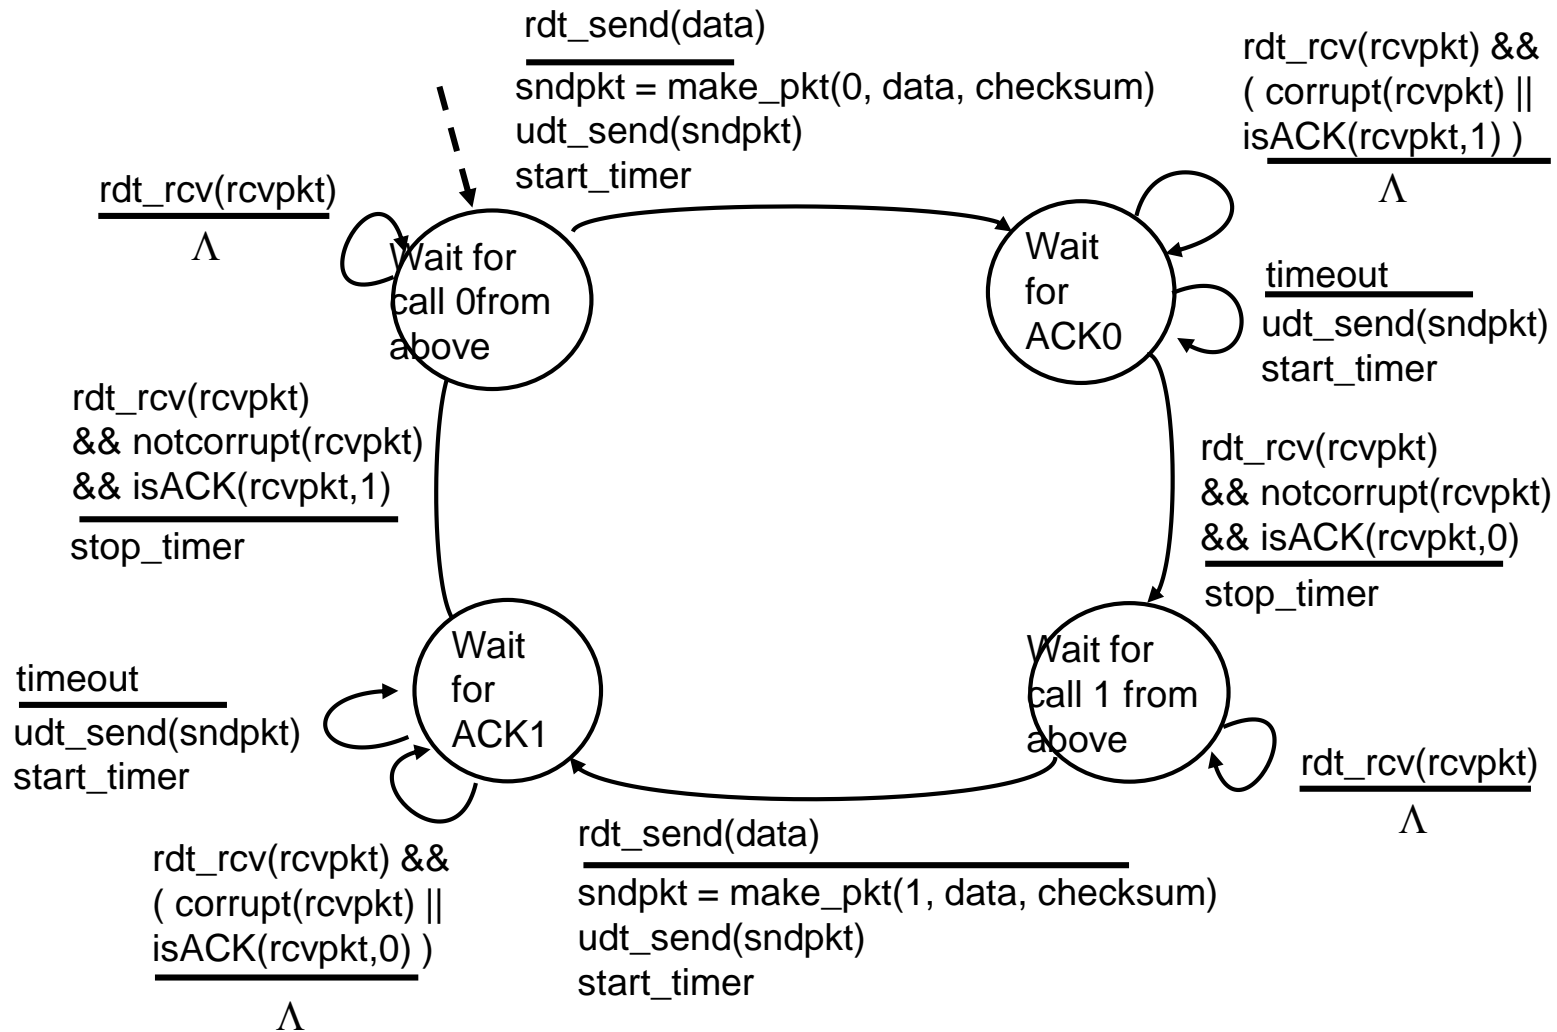 rdt_send(data)
sndpkt = make_pkt(0, data, checksum)
udt_send(sndpkt)
start_timer
rdt_rcv(rcvpkt) &&
( corrupt(rcvpkt) ||
isACK(rcvpkt,1) )
Λ
rdt_rcv(rcvpkt)
Λ
Wait for
call 0from
above
Wait
for
ACK0
timeout
udt_send(sndpkt)
start_timer
rdt_rcv(rcvpkt)
&& notcorrupt(rcvpkt)
&& isACK(rcvpkt,1)
stop_timer
rdt_rcv(rcvpkt)
&& notcorrupt(rcvpkt)
&& isACK(rcvpkt,0)
stop_timer
timeout
udt_send(sndpkt)
start_timer
Wait
for
ACK1
Wait for
call 1 from
above
rdt_rcv(rcvpkt)
Λ
rdt_rcv(rcvpkt) &&
( corrupt(rcvpkt) ||
isACK(rcvpkt,0) )
Λ
rdt_send(data)
sndpkt = make_pkt(1, data, checksum)
udt_send(sndpkt)
start_timer